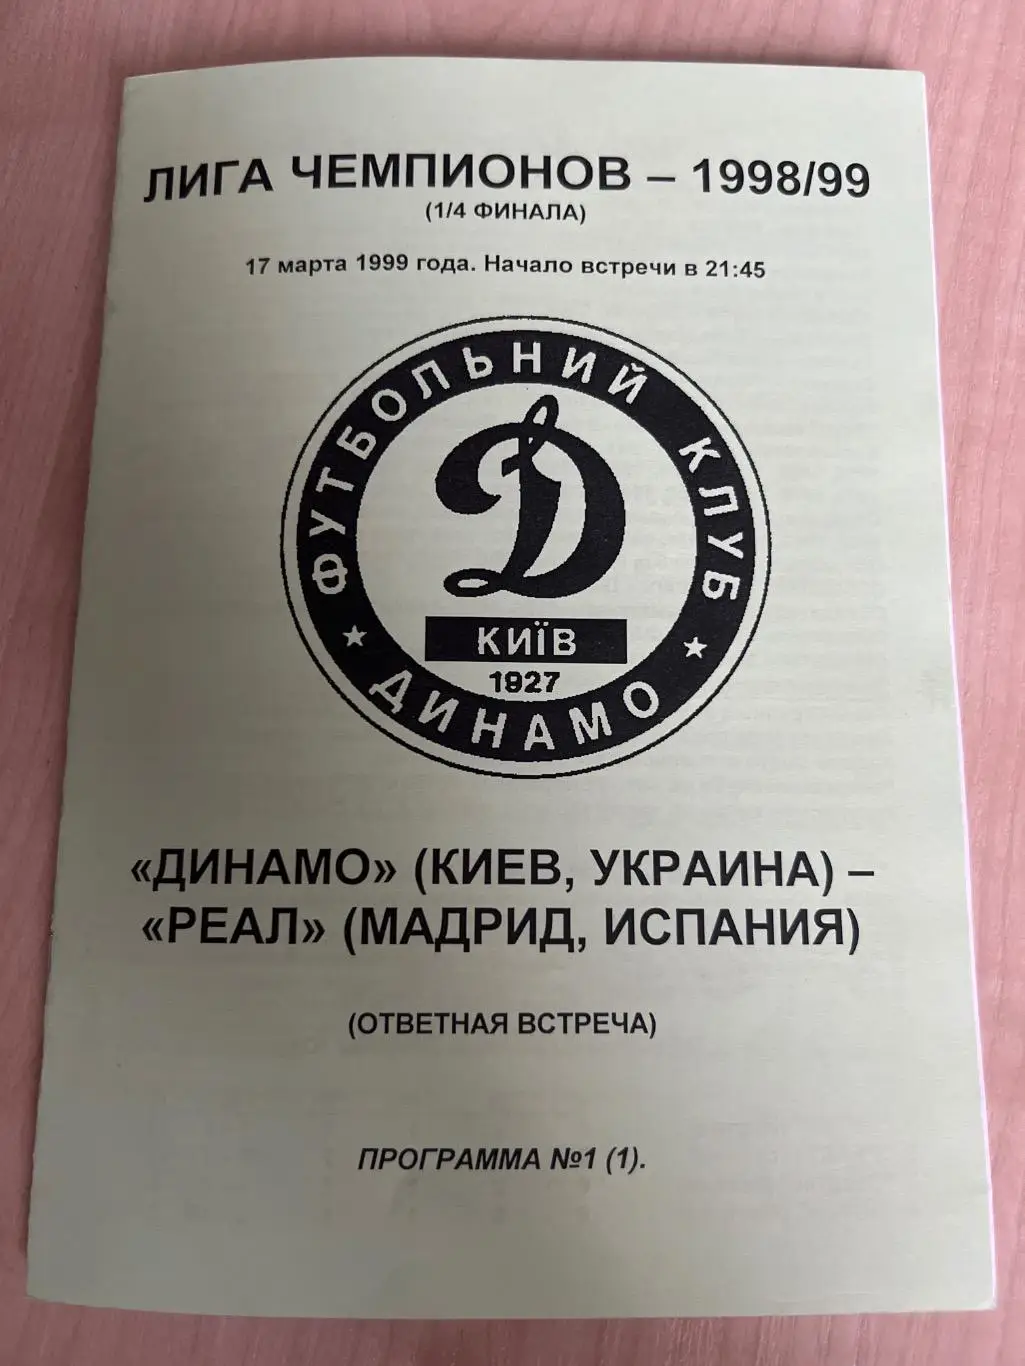 ЛИГА ЧЕМПИОНОВ – 1998/99
(1/4 ФИНАЛА)
17 марта 1999 года. Начало встречи в 21:45
ФУТБОЛЬНИЙ КЛУБ
Д
КИЇВ
1927
★ ДИНАМО ★
«ДИНАМО» (КИЕВ, УКРАИНА) –
«РЕАЛ» (МАДРИД, ИСПАНИЯ)
(ОТВЕТНАЯ ВСТРЕЧА)
ПРОГРАММА №1 (1).